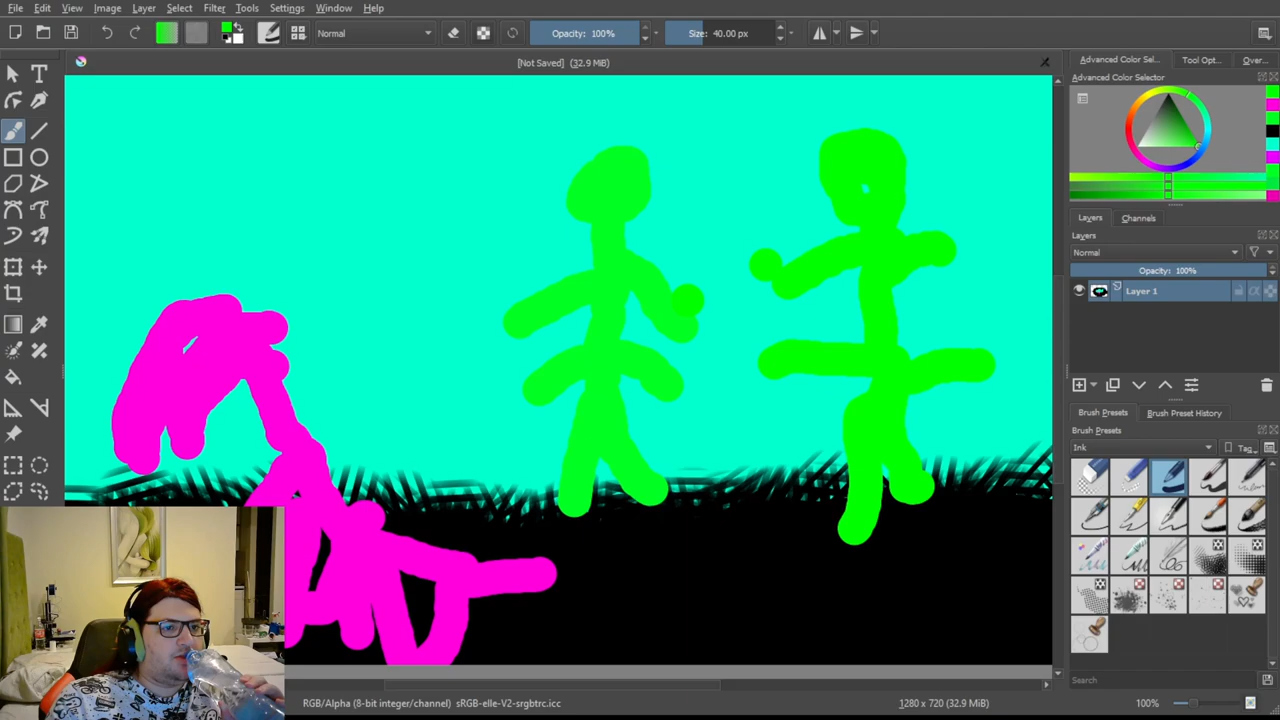 File Edit View Image Layer Select Filter Tools Settings Window Help
Normal Opacity: 100% Size: 40.00 px
[Not Saved] (32.9 MiB)
Advanced Color Sel... Tool Opt... Over...
Advanced Color Selector
Layers Channels
Layers
Normal
Opacity: 100%
Layer 1
Brush Presets Brush Preset History
Brush Presets
Ink Tag
Search
RGB/Alpha (8-bit integer/channel) sRGB-elle-V2-srgbtrc.icc 1280 x 720 (32.9 MiB) 100%